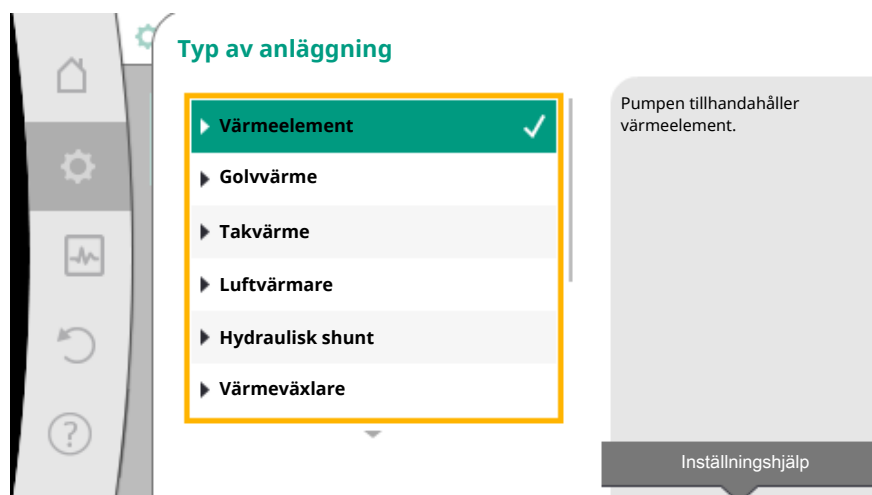 Typ av anläggning
Värmeelement
Golvvärme
Takvärme
Luftvärmare
Hydraulisk shunt
Värmeväxlare
Pumpen tillhandahåller
värmeelement.
Inställningshjälp